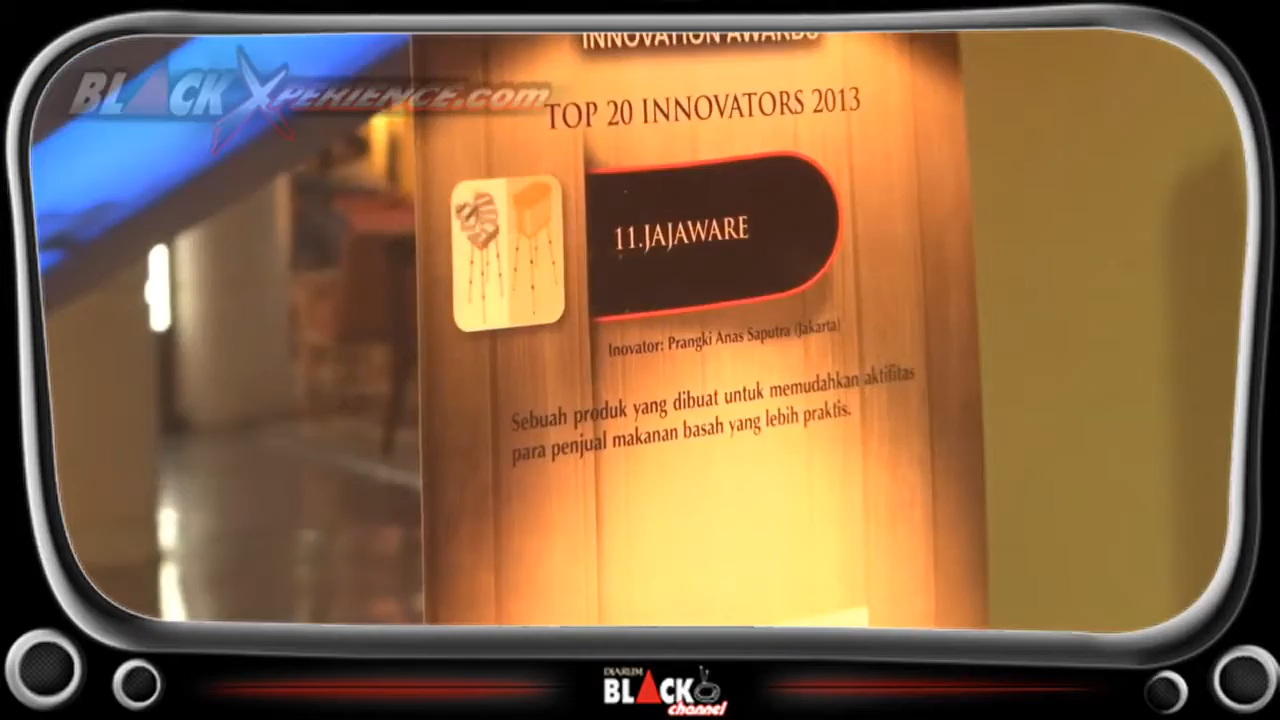 INNOVATION AWARDS
BLACKXPERIENCE.com
TOP 20 INNOVATORS 2013
11.JAJAWARE
Inovator: Prangki Anas Saputra (Jakarta)
Sebuah produk yang dibuat untuk memudahkan aktifitas
para penjual makanan basah yang lebih praktis.
DJARUM
BLACK
channel